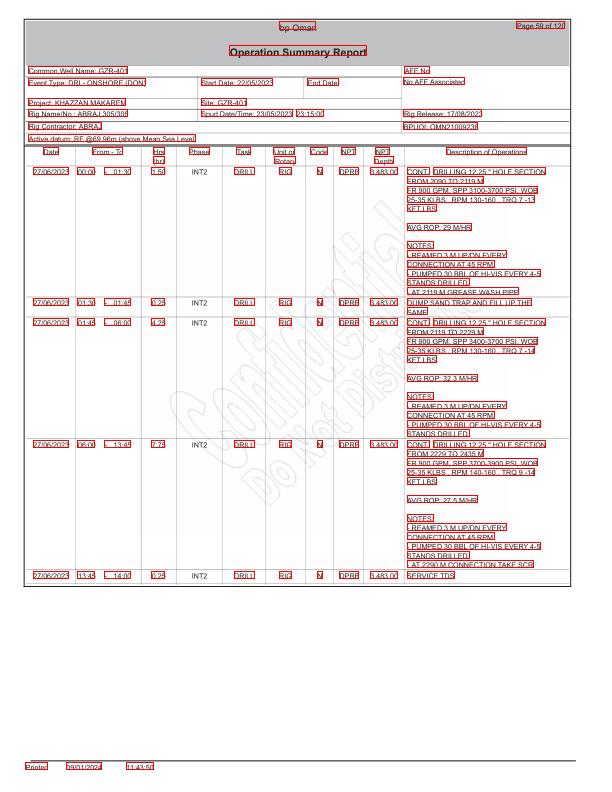 bp Oman
Page 59 of 120
Operation Summary Report
Common Well Name: GZR-401
AFE No
Event Type: DRL- ONSHORE (DON)
Start Date: 22/05/2023
End Date:
No AFE Associated
Project: KHAZZAN MAKAREM
Site: GZR-401
Rig Name/No.: ABRAJ 305/305
Spud Date/Time: 23/05/2023 23:15:00
Rig Release: 17/08/2023
Rig Contractor: ABRAJ
BPUOI: OMN21009236
Active datum: RF @69.96m (above Mean Sea Level)
Date From - To Hrs (hr) Phase Task Unit or Rotary Code NPT NPT Depth Description of Operations
27/06/2023 00:00 - 01:30 1.50 INT2 DRILL RIG N DPRB 3,483.00 CONT. DRILLING 12.25 " HOLE SECTION
FROM 2090 TO 2119 M
FR 900 GPM, SPP 3100-3700 PSI, WOB
25-35 KLBS , RPM 130-160 , TRQ 7 -13
KFT.LBS
AVG ROP: 29 M/HR
NOTES:
- REAMED 3 M UP/DN EVERY
CONNECTION AT 45 RPM
- PUMPED 30 BBL OF HI-VIS EVERY 4-5
STANDS DRILLED
- AT 2119 M GREASE WASH PIPE
27/06/2023 01:30 - 01:45 0.25 INT2 DRILL RIG N DPRB 3,483.00 DUMP SAND TRAP AND FILL UP THE
SAME
27/06/2023 01:45 - 06:00 4.25 INT2 DRILL RIG N DPRB 3,483.00 CONT. DRILLING 12.25 " HOLE SECTION
FROM 2119 TO 2229 M
FR 900 GPM, SPP 3400-3700 PSI, WOB
25-35 KLBS , RPM 130-160 , TRQ 7 -14
KFT.LBS
AVG ROP: 32.3 M/HR
NOTES:
- REAMED 3 M UP/DN EVERY
CONNECTION AT 45 RPM
- PUMPED 30 BBL OF HI-VIS EVERY 4-5
STANDS DRILLED
27/06/2023 06:00 - 13:45 7.75 INT2 DRILL RIG N DPRB 3,483.00 CONT. DRILLING 12.25 " HOLE SECTION
FROM 2229 TO 2435 M
FR 900 GPM, SPP 3700-3900 PSI, WOB
25-35 KLBS , RPM 140-160 , TRQ 9 -14
KFT.LBS
AVG ROP: 27.5 M/HR
NOTES:
- REAMED 3 M UP/DN EVERY
CONNECTION AT 45 RPM
- PUMPED 30 BBL OF HI-VIS EVERY 4-5
STANDS DRILLED
- AT 2290 M CONNECTION TAKE SCR
27/06/2023 13:45 - 14:00 0.25 INT2 DRILL RIG N DPRB 3,483.00 SERVICE TDS
Confidential
Do Not Distribute
Printed 09/01/2024 11:43:50